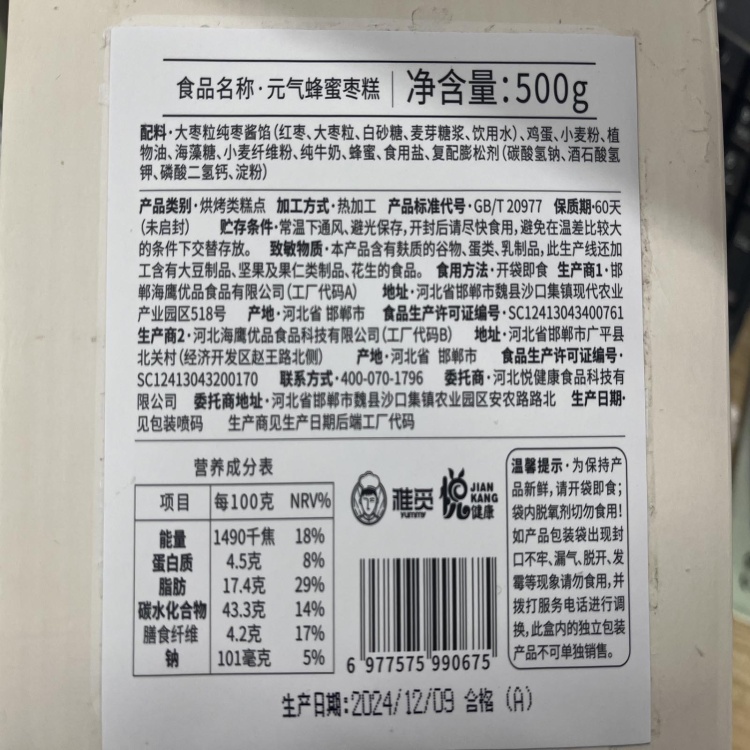 食品名称·元气蜂蜜枣糕 净含量:500g
配料·大枣粒纯枣酱馅(红枣、大枣粒、白砂糖、麦芽糖浆、饮用水)、鸡蛋、小麦粉、植
物油、海藻糖、小麦纤维粉、纯牛奶、蜂蜜、食用盐、复配膨松剂(碳酸氢钠、酒石酸氢
钾、磷酸二氢钙、淀粉)
产品类别·烘烤类糕点 加工方式·热加工 产品标准代号·GB/T 20977 保质期·60天
(未启封) 贮存条件·常温下通风、避光保存,开封后请尽快食用,避免在温差比较大
的条件下交替存放。 致敏物质·本产品含有麸质的谷物、蛋类、乳制品,此生产线还加
工含有大豆制品、坚果及果仁类制品、花生的食品。 食用方法·开袋即食 生产商1·邯
郸海鹰优品食品有限公司(工厂代码A) 地址·河北省邯郸市魏县沙口集镇现代农业
产业园区518号 产地·河北省 邯郸市 食品生产许可证编号·SC12413043400761
生产商2·河北海鹰优品食品科技有限公司(工厂代码B) 地址·河北省邯郸市广平县
北关村(经济开发区赵王路北侧) 产地·河北省 邯郸市 食品生产许可证编号·
SC12413043200170 联系方式·400-070-1796 委托商·河北悦健康食品科技有
限公司 委托商地址·河北省邯郸市魏县沙口集镇农业园区安农路路北 生产日期·
见包装喷码 生产商见生产日期后端工厂代码
营养成分表
项目 每100克 NRV%
能量 1490千焦 18%
蛋白质 4.5克 8%
脂肪 17.4克 29%
碳水化合物 43.3克 14%
膳食纤维 4.2克 17%
钠 101毫克 5%
雅觅
YUMMY
悦
JIAN
KANG
健康
6 977575 990675
温馨提示·为保持产
品新鲜,请开袋即食;
袋内脱氧剂切勿食用!
如产品包装袋出现封
口不牢、漏气、脱开、发
霉等现象请勿食用,并
拨打服务电话进行调
换,此盒内的独立包装
产品不可单独销售。
生产日期:2024/12/09 合格 (A)